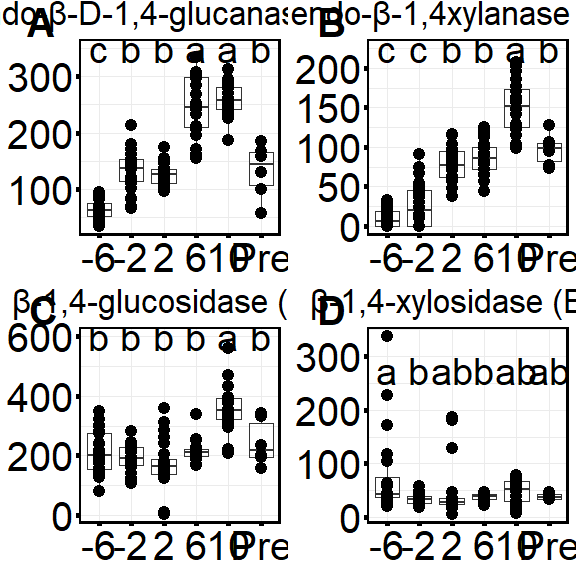 do-β-D-1,4-glucanas
A
c b b a a b
300
200
100
-6 -2 2 6 10 Pre
endo-β-1,4xylanase
B
c c b b a b
200
150
100
50
0
-6 -2 2 6 10 Pre
β-1,4-glucosidase (
C
b b b b a b
600
400
200
0
-6 -2 2 6 10 Pre
β-1,4-xylosidase (E
D
a b ab b ab ab
300
200
100
0
-6 -2 2 6 10 Pre